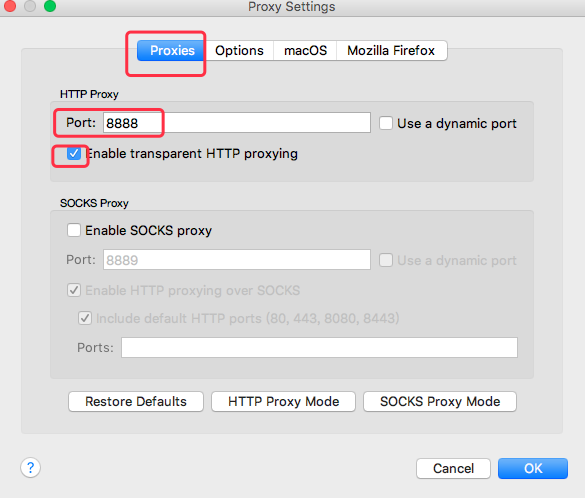 Proxy Settings
Proxies Options macOS Mozilla Firefox
HTTP Proxy
Port: 8888 Use a dynamic port
Enable transparent HTTP proxying
SOCKS Proxy
Enable SOCKS proxy
Port: 8889 Use a dynamic port
Enable HTTP proxying over SOCKS
Include default HTTP ports (80, 443, 8080, 8443)
Ports:
Restore Defaults HTTP Proxy Mode SOCKS Proxy Mode
? Cancel OK